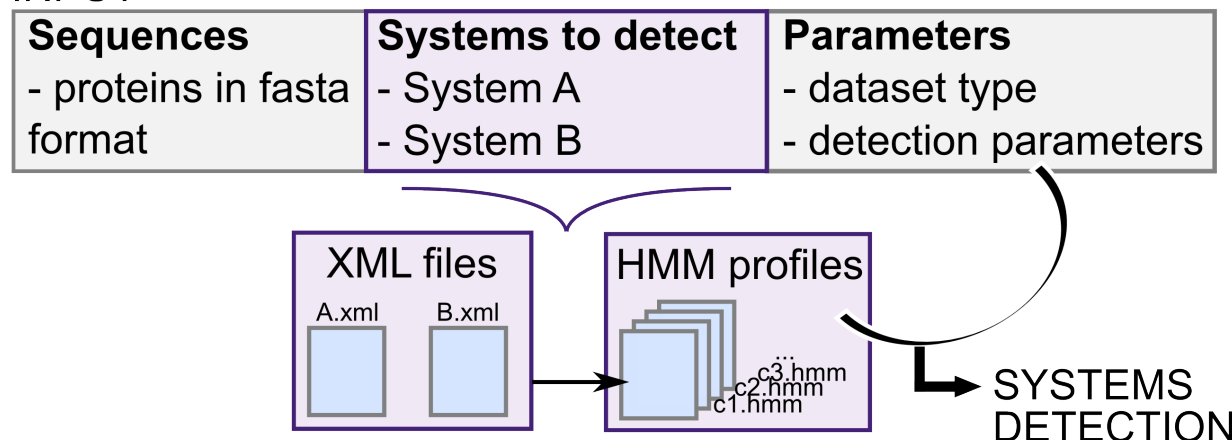 Sequences
- proteins in fasta
format
Systems to detect
- System A
- System B
Parameters
- dataset type
- detection parameters
XML files
A.xml
B.xml
HMM profiles
...
c3.hmm
c2.hmm
c1.hmm
SYSTEMS
DETECTION